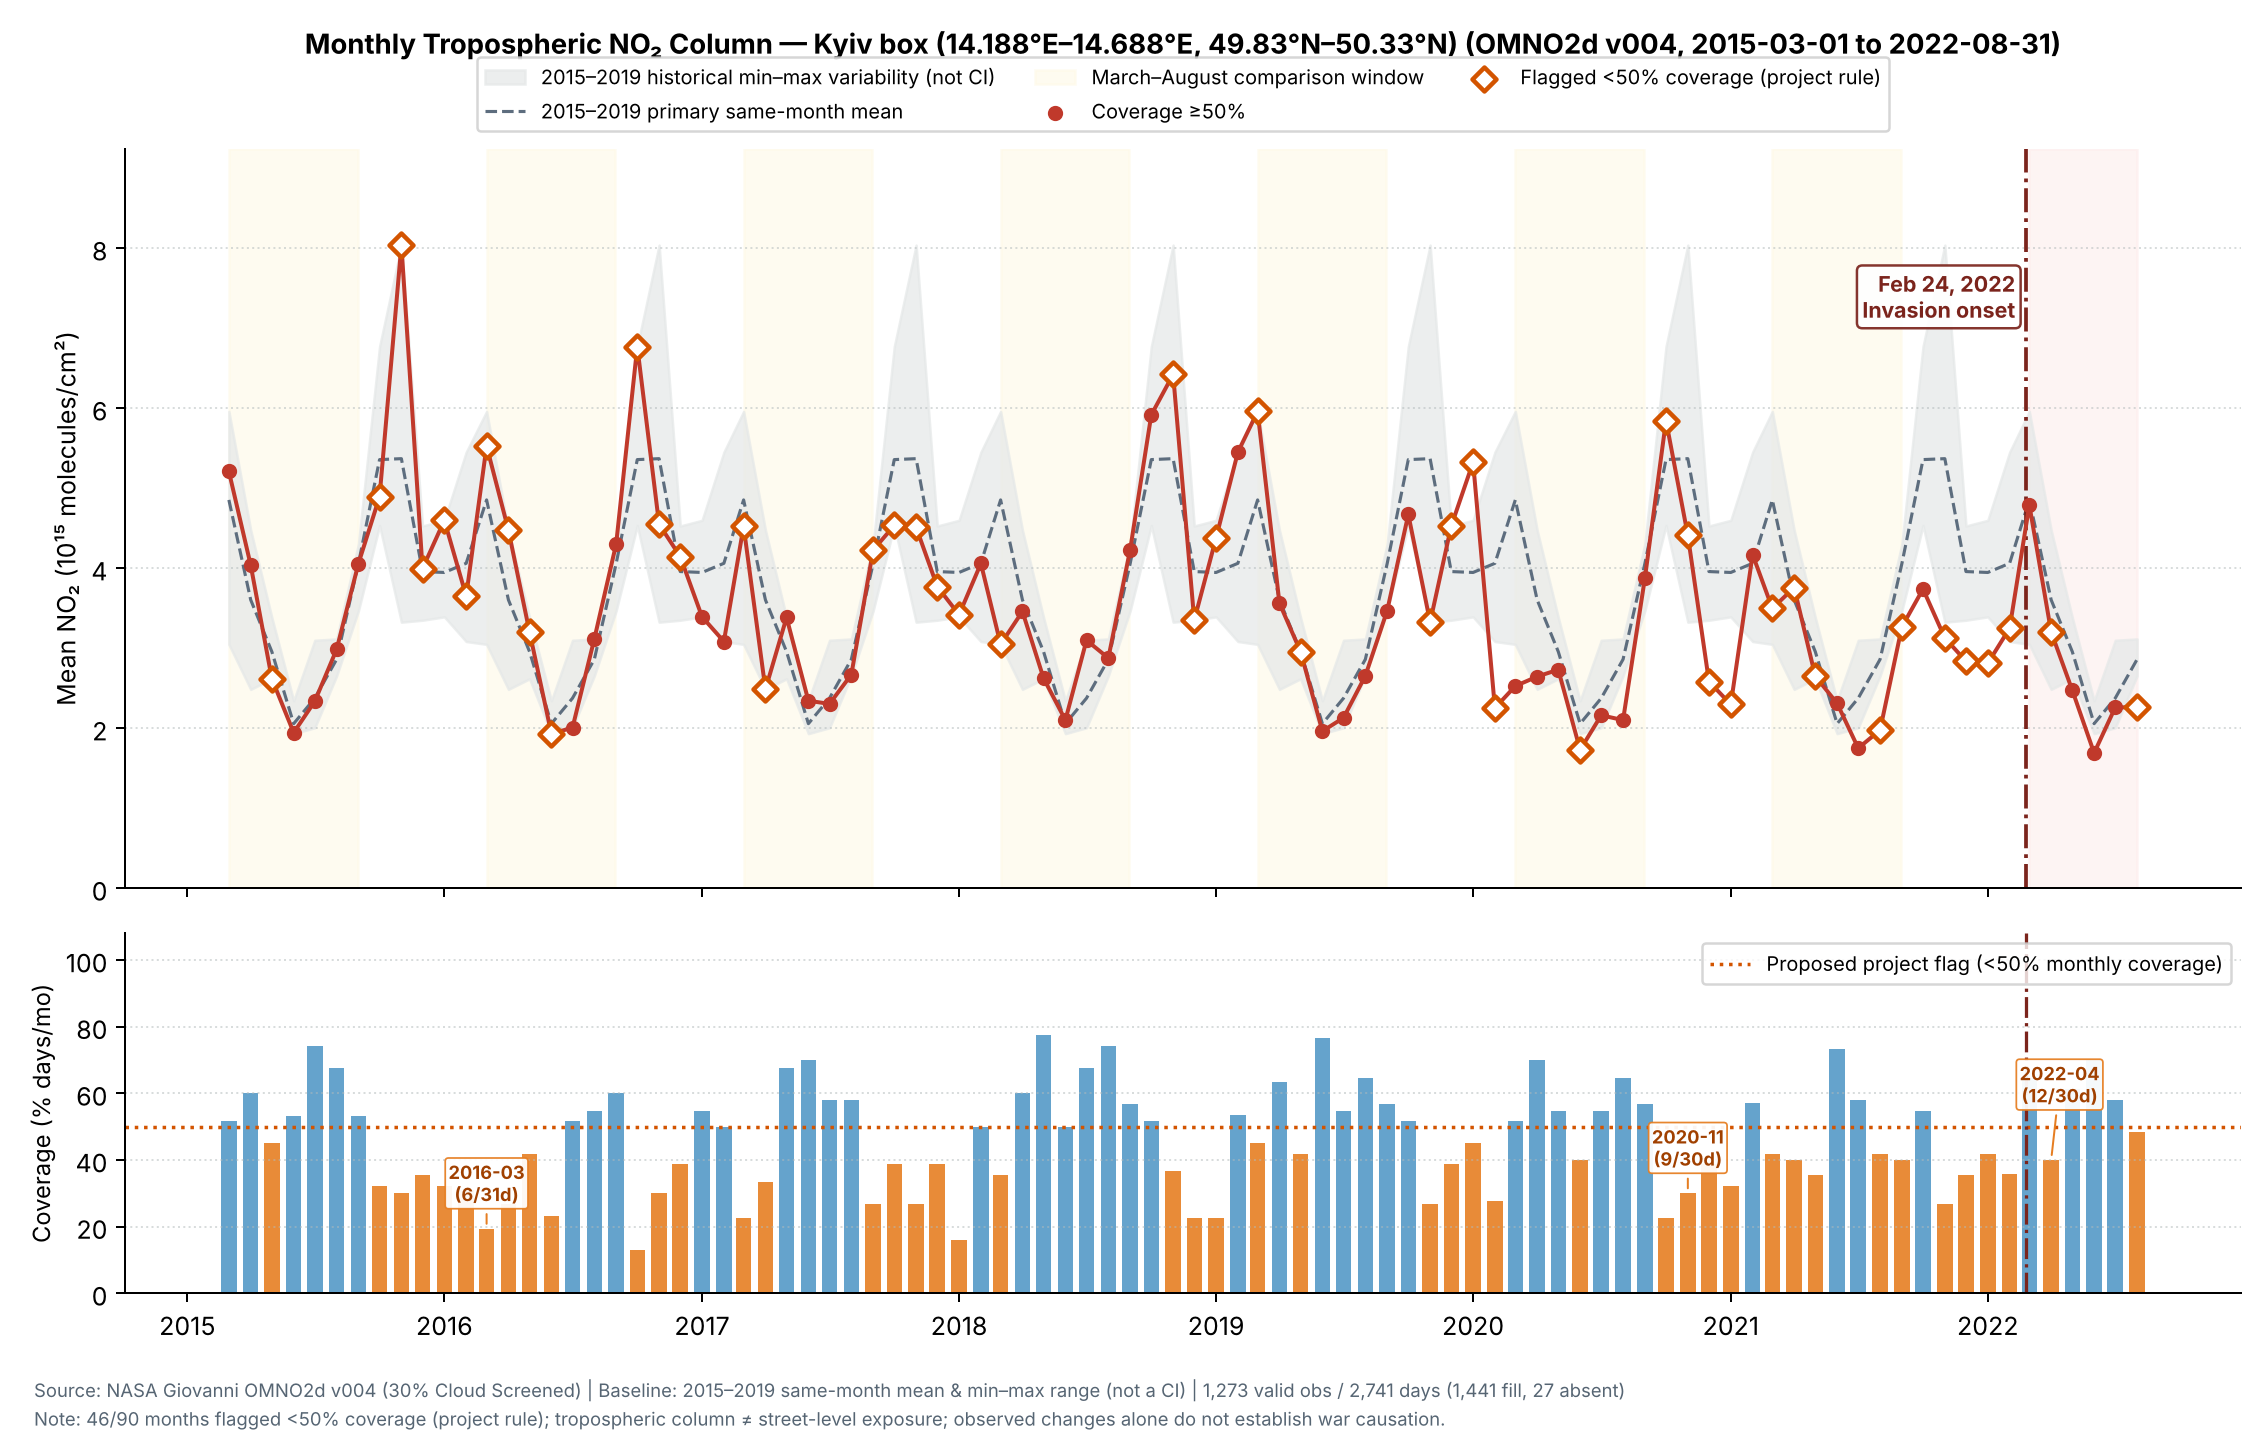 Monthly Tropospheric NO₂ Column — Kyiv box (14.188°E–14.688°E, 49.83°N–50.33°N) (OMNO2d v004, 2015-03-01 to 2022-08-31)
2015–2019 historical min–max variability (not CI)
2015–2019 primary same-month mean
March–August comparison window
Coverage ≥50%
Flagged <50% coverage (project rule)
Mean NO₂ (10¹⁵ molecules/cm²)
8
6
4
2
0
Feb 24, 2022
Invasion onset
Coverage (% days/mo)
100
80
60
40
20
0
Proposed project flag (<50% monthly coverage)
2016-03
(6/31d)
2020-11
(9/30d)
2022-04
(12/30d)
2015
2016
2017
2018
2019
2020
2021
2022
Source: NASA Giovanni OMNO2d v004 (30% Cloud Screened) | Baseline: 2015–2019 same-month mean & min–max range (not a CI) | 1,273 valid obs / 2,741 days (1,441 fill, 27 absent)
Note: 46/90 months flagged <50% coverage (project rule); tropospheric column ≠ street-level exposure; observed changes alone do not establish war causation.